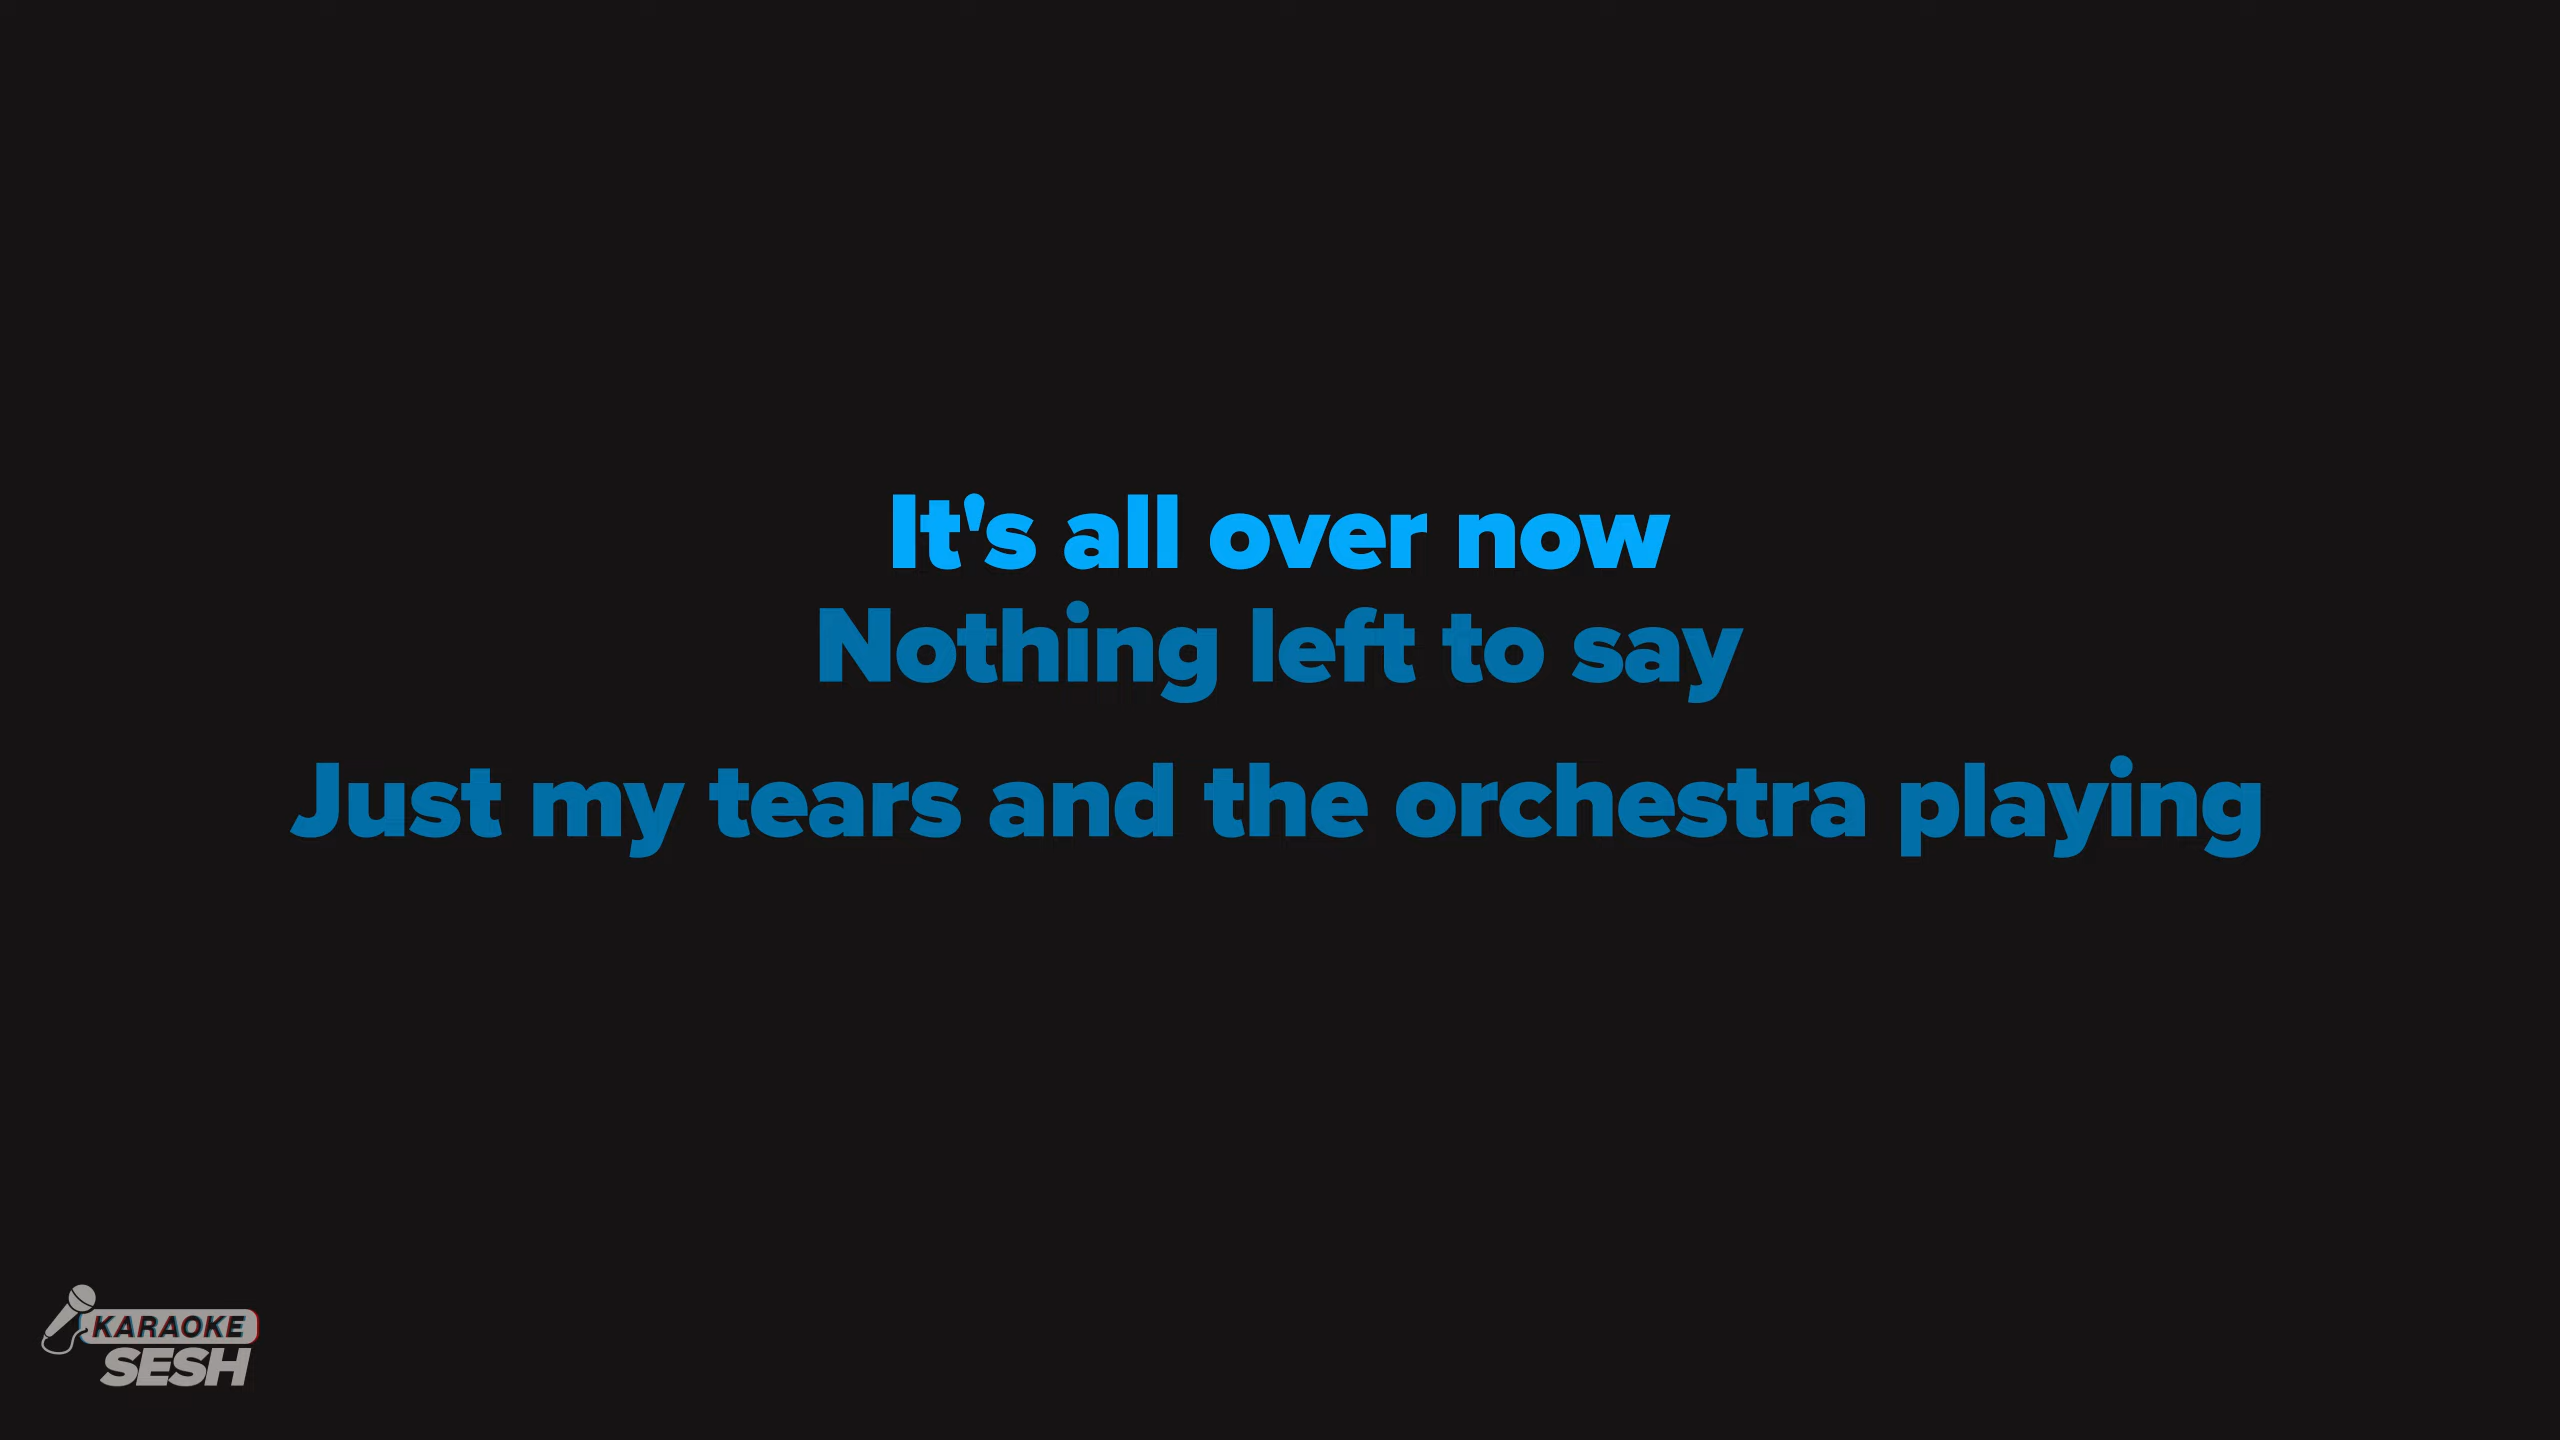 It's all over now
Nothing left to say
Just my tears and the orchestra playing
KARAOKE
SESH